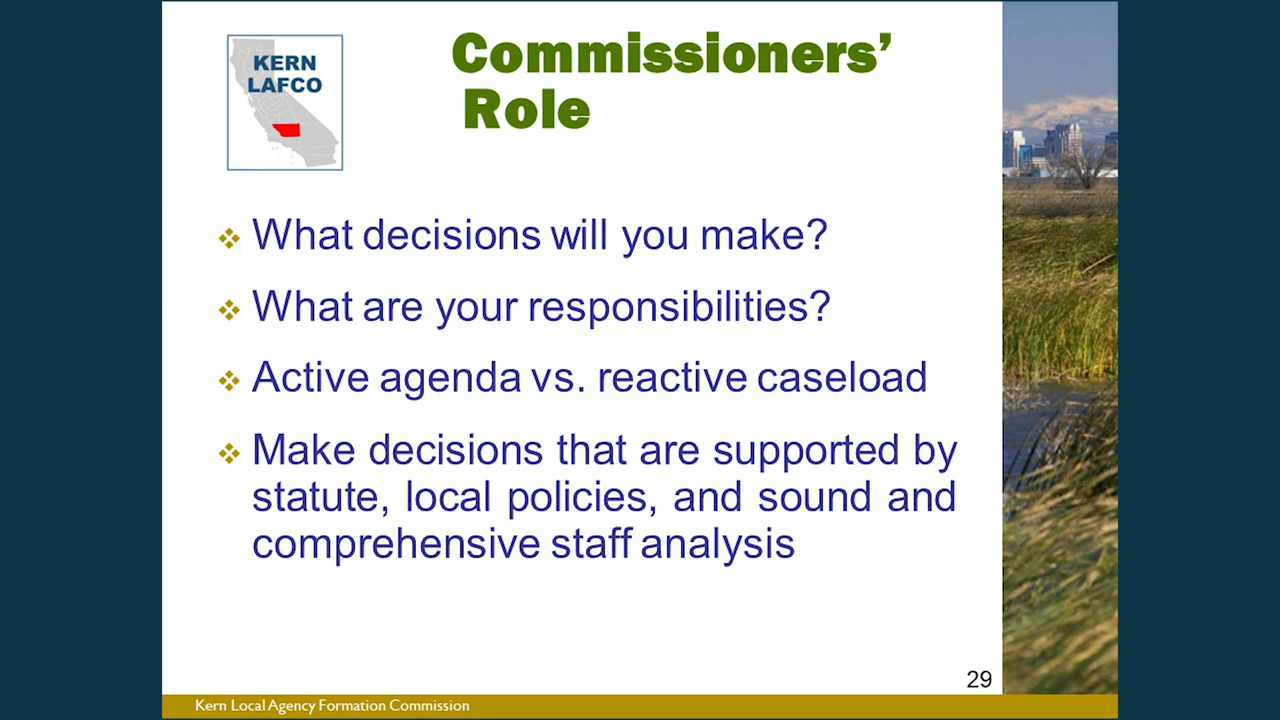 KERN
LAFCO
Commissioners’
Role
What decisions will you make?
What are your responsibilities?
Active agenda vs. reactive caseload
Make decisions that are supported by
statute, local policies, and sound and
comprehensive staff analysis
29
Kern Local Agency Formation Commission